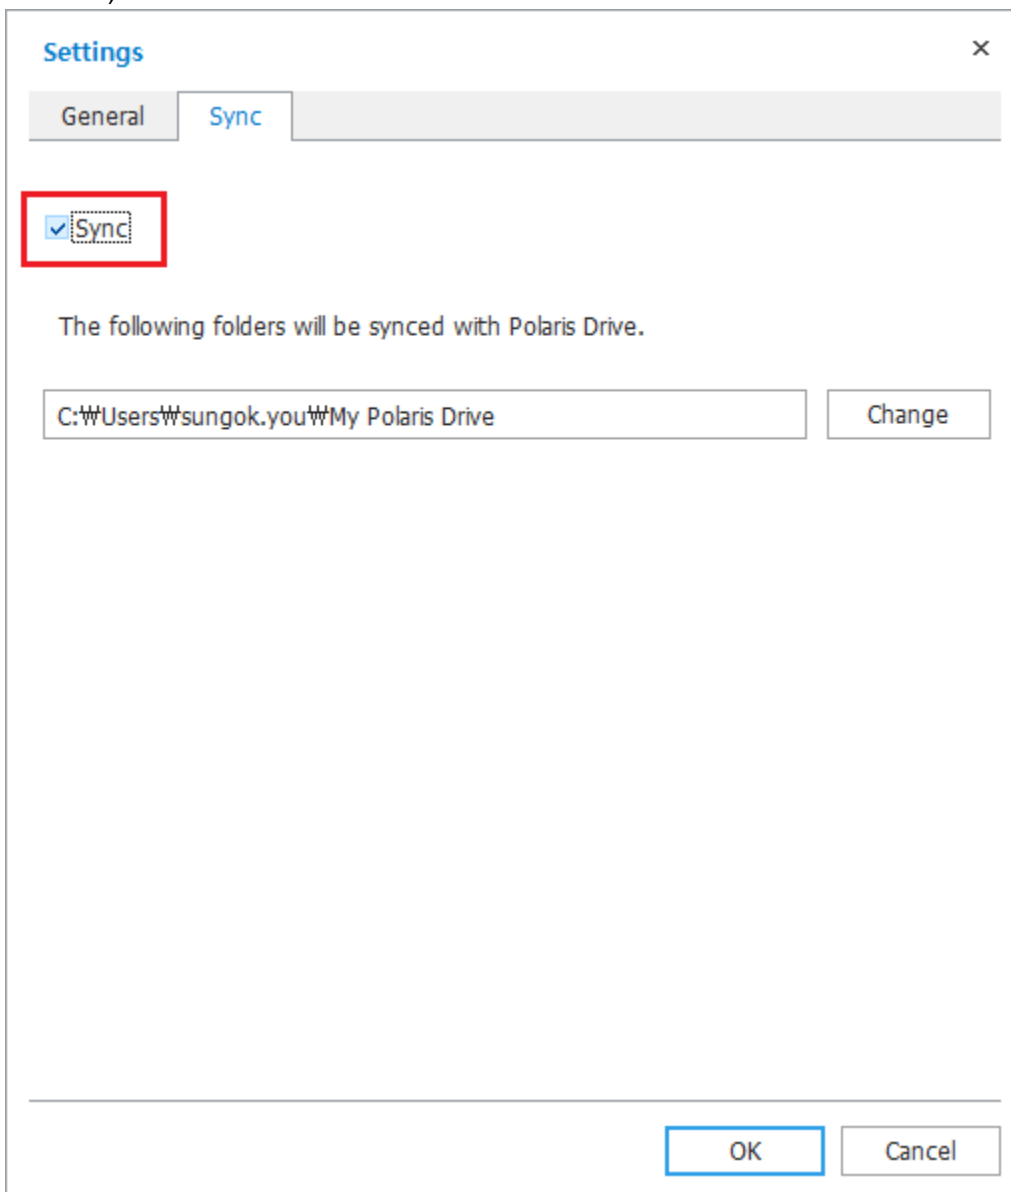 Settings
General Sync
Sync
The following folders will be synced with Polaris Drive.
C:₩Users₩sungok.you₩My Polaris Drive Change
OK Cancel